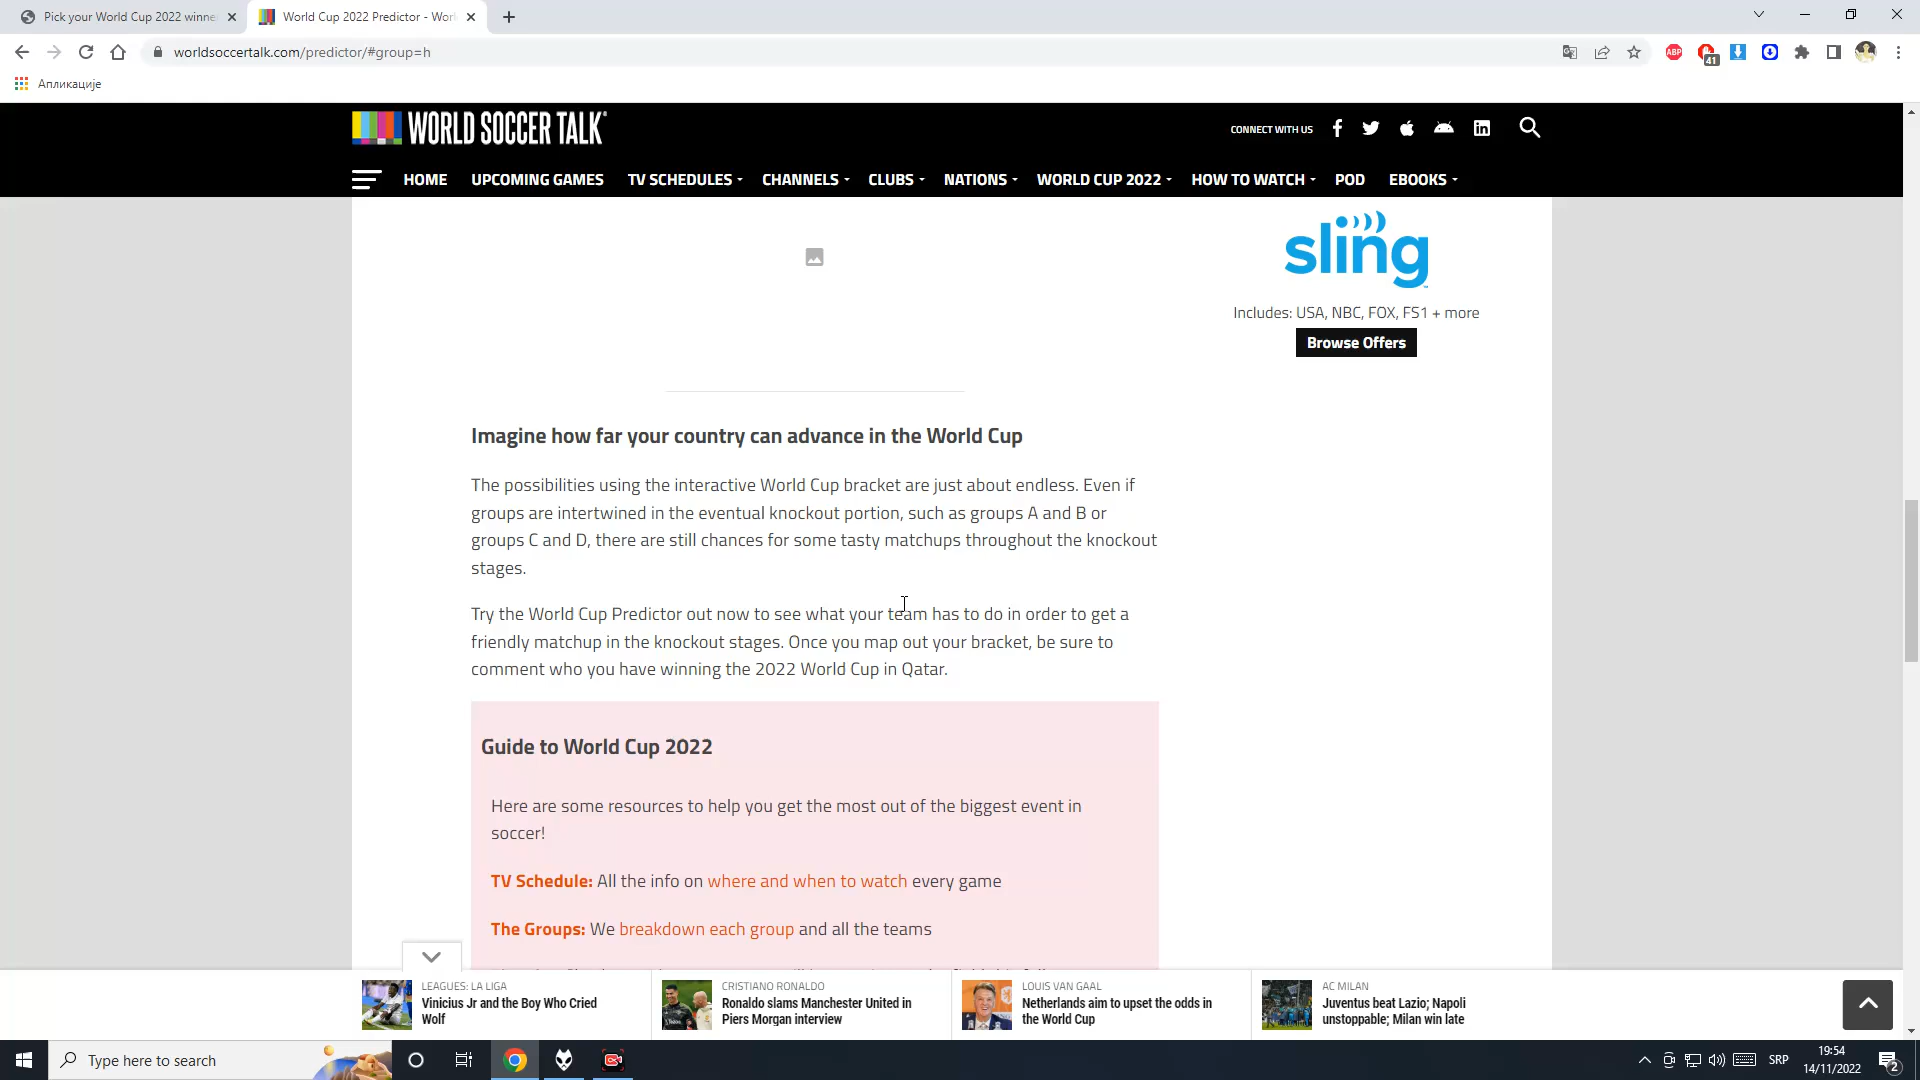 Pick your World Cup 2022 winne
World Cup 2022 Predictor - Worl
worldsoccertalk.com/predictor/#group=h
ABP
41
Апликације
WORLD SOCCER TALK
CONNECT WITH US
HOME UPCOMING GAMES TV SCHEDULES CHANNELS CLUBS NATIONS WORLD CUP 2022 HOW TO WATCH POD EBOOKS
sling
Includes: USA, NBC, FOX, FS1 + more
Browse Offers
Imagine how far your country can advance in the World Cup
The possibilities using the interactive World Cup bracket are just about endless. Even if
groups are intertwined in the eventual knockout portion, such as groups A and B or
groups C and D, there are still chances for some tasty matchups throughout the knockout
stages.
Try the World Cup Predictor out now to see what your team has to do in order to get a
friendly matchup in the knockout stages. Once you map out your bracket, be sure to
comment who you have winning the 2022 World Cup in Qatar.
Guide to World Cup 2022
Here are some resources to help you get the most out of the biggest event in
soccer!
TV Schedule: All the info on where and when to watch every game
The Groups: We breakdown each group and all the teams
LEAGUES: LA LIGA
Vinicius Jr and the Boy Who Cried
Wolf
CRISTIANO RONALDO
Ronaldo slams Manchester United in
Piers Morgan interview
LOUIS VAN GAAL
Netherlands aim to upset the odds in
the World Cup
AC MILAN
Juventus beat Lazio; Napoli
unstoppable; Milan win late
Type here to search
SRP
19:54
14/11/2022
2